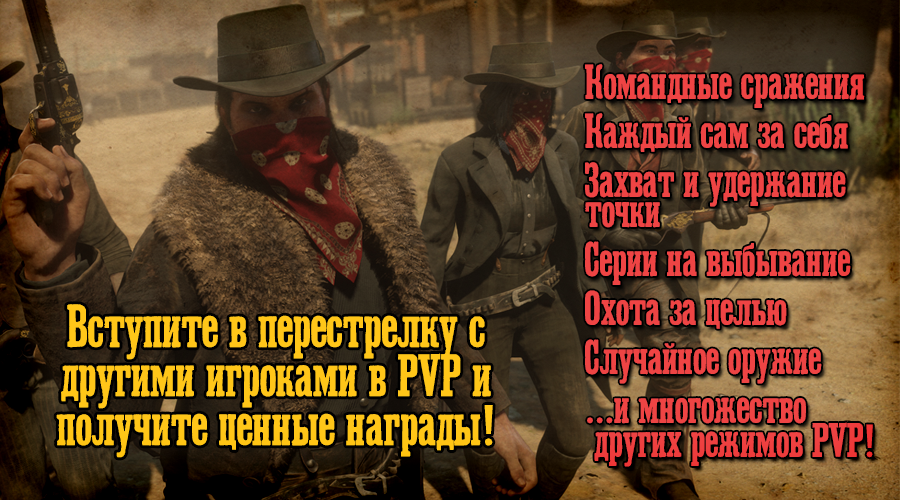 Вступите в перестрелку с
другими игроками в PVP и
получите ценные награды!
Командные сражения
Каждый сам за себя
Захват и удержание
точки
Серии на выбывание
Охота за целью
Случайное оружие
...и многожество
других режимов PVP!